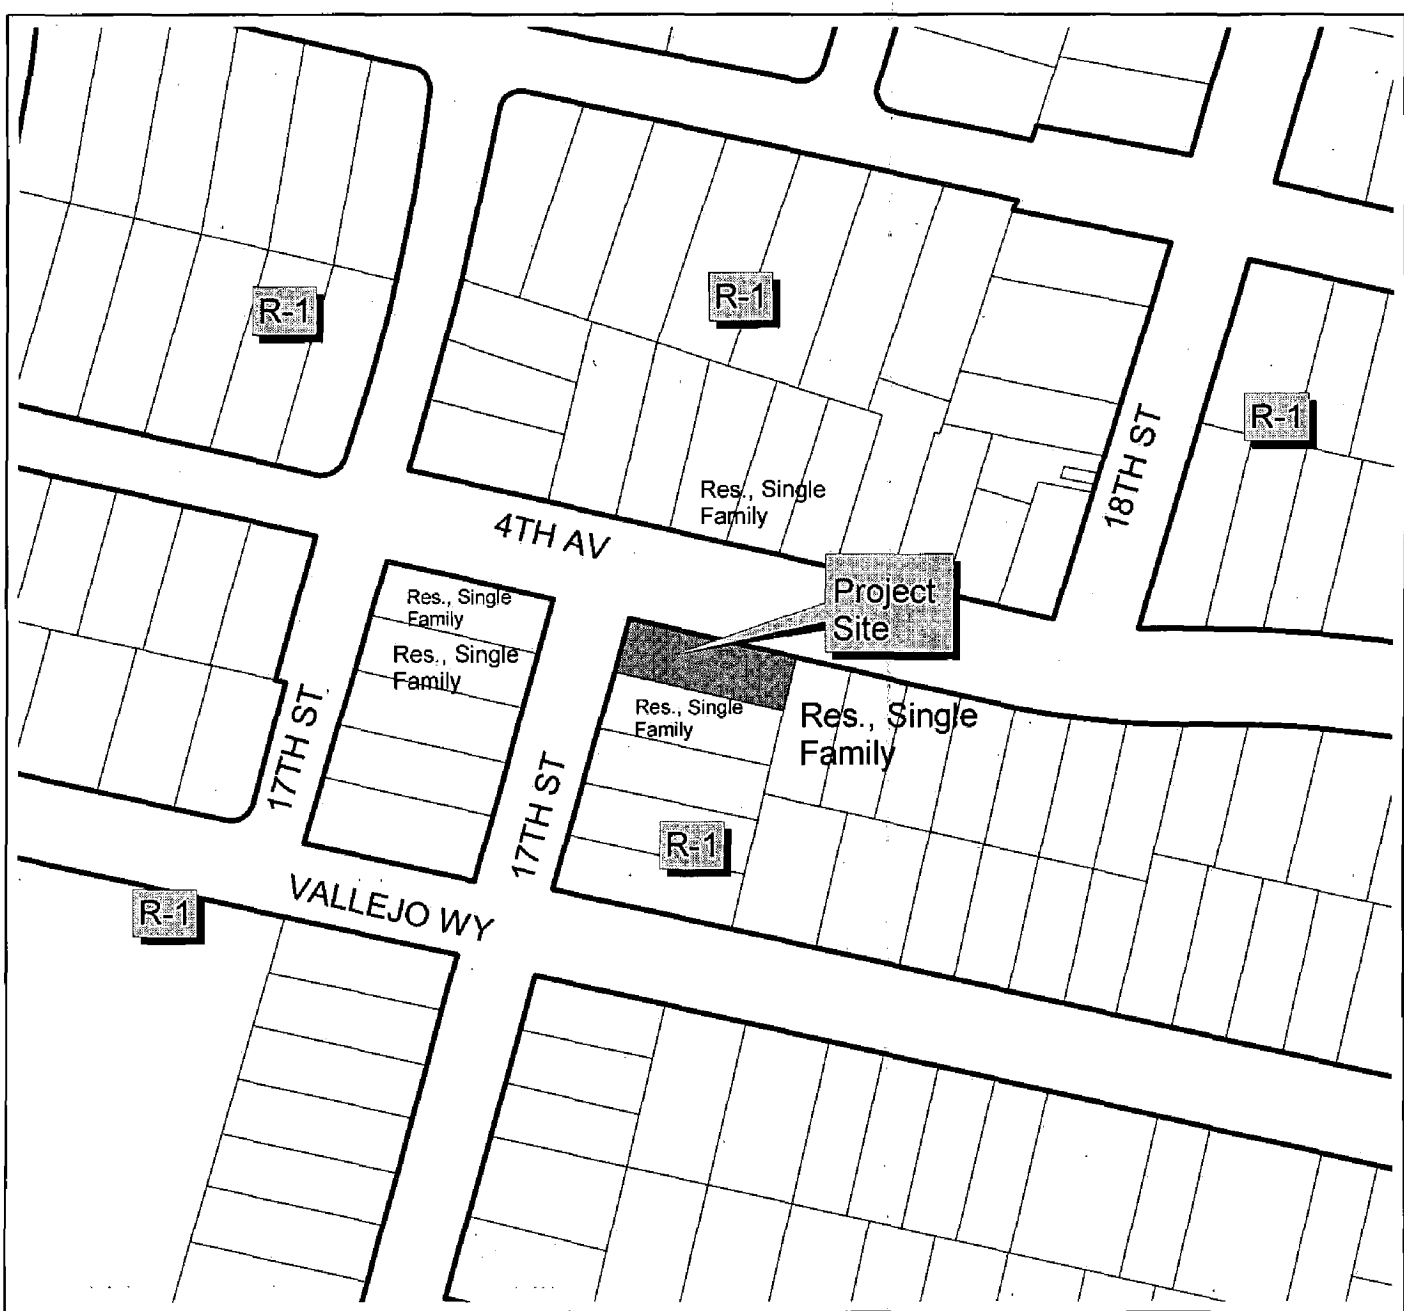 R-1
R-1
R-1
18TH ST
Res., Single
Family
4TH AV
Project
Site
Res., Single
Family
Res., Single
Family
Res., Single
Family
Res., Single
Family
17TH ST
17TH ST
R-1
VALLEJO WY
R-1